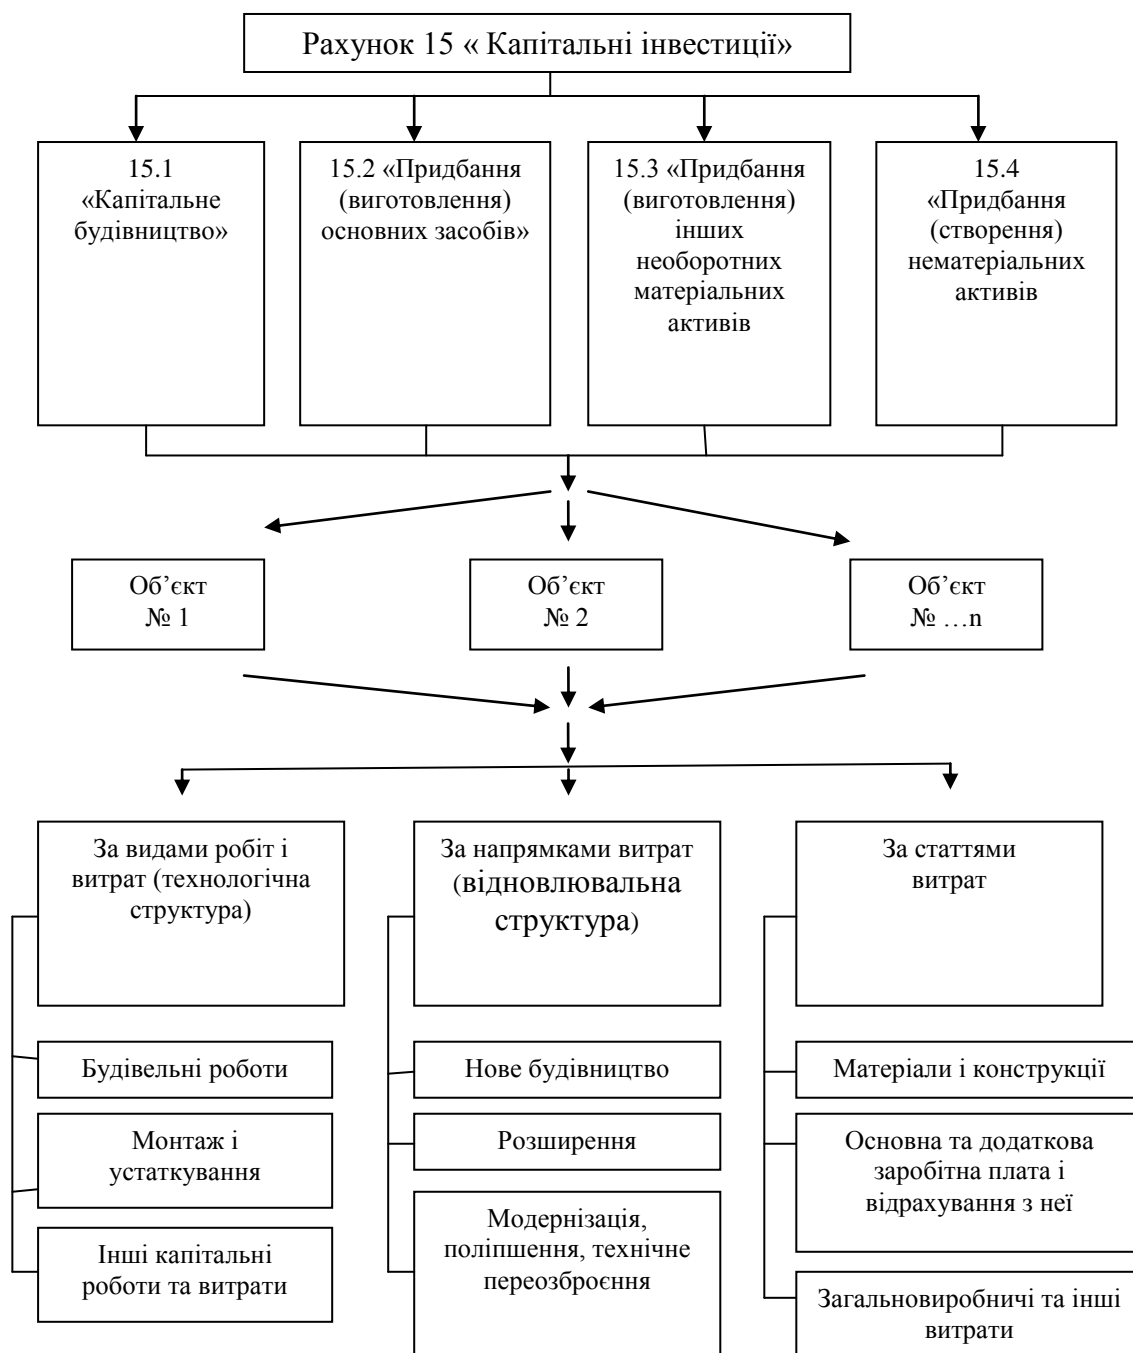 Рахунок 15 « Капітальні інвестиції»
15.1
«Капітальне
будівництво»
15.2 «Придбання
(виготовлення)
основних засобів»
15.3 «Придбання
(виготовлення)
інших
необоротних
матеріальних
активів
15.4
«Придбання
(створення)
нематеріальних
активів
Об’єкт
№ 1
Об’єкт
№ 2
Об’єкт
№ …n
За видами робіт і
витрат (технологічна
структура)
За напрямками витрат
(відновлювальна
структура)
За статтями
витрат
Будівельні роботи
Монтаж і
устаткування
Інші капітальні
роботи та витрати
Нове будівництво
Розширення
Модернізація,
поліпшення, технічне
переозброєння
Матеріали і конструкції
Основна та додаткова
заробітна плата і
відрахування з неї
Загальновиробничі та інші
витрати